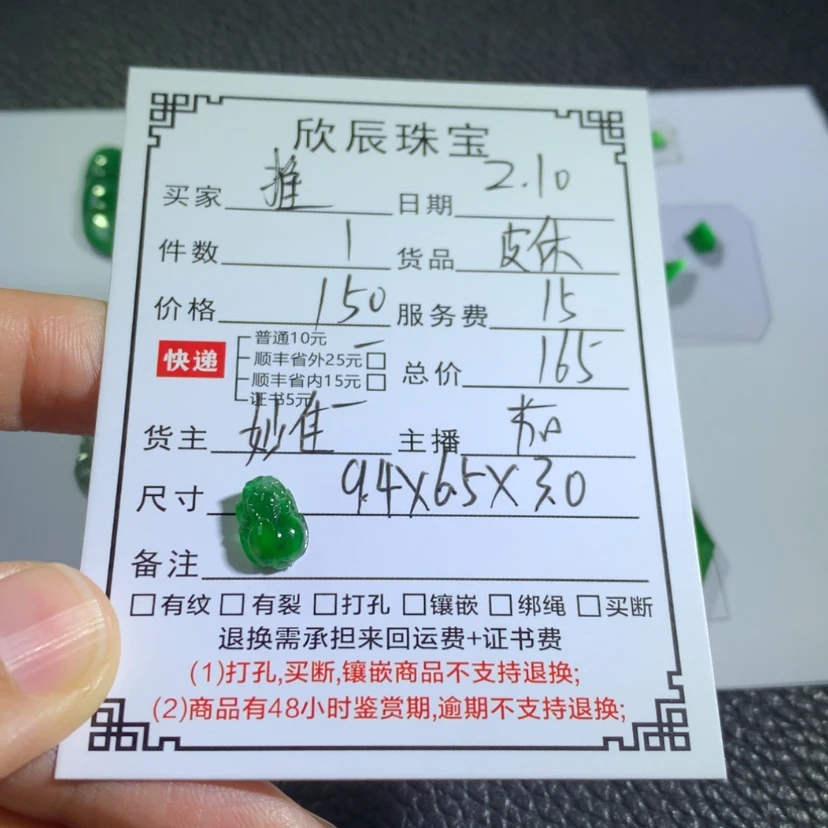 欣辰珠宝
买家 推 日期 2.10
件数 1 货品 皮休
价格 150 服务费 15
快递
普通10元
顺丰省外25元
顺丰省内15元
证书5元
总价 165
货主 妙佳 主播
尺寸 9.4X6.5X3.0
备注
有纹 有裂 打孔 镶嵌 绑绳 买断
退换需承担来回运费+证书费
(1)打孔,买断,镶嵌商品不支持退换;
(2)商品有48小时鉴赏期,逾期不支持退换;